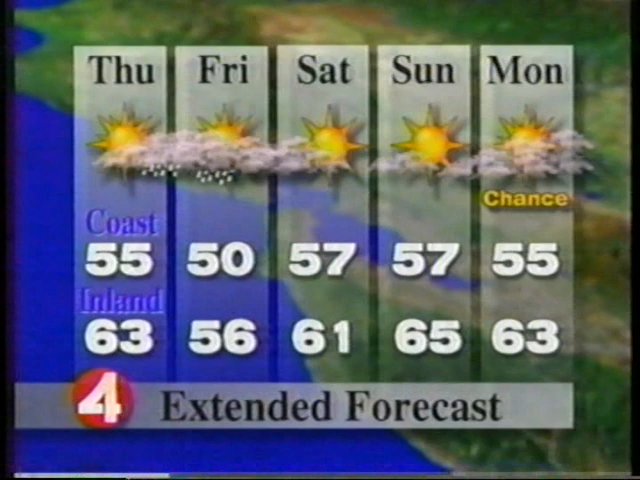 Thu Fri Sat Sun Mon
Chance
Coast
55 50 57 57 55
Inland
63 56 61 65 63
4 Extended Forecast